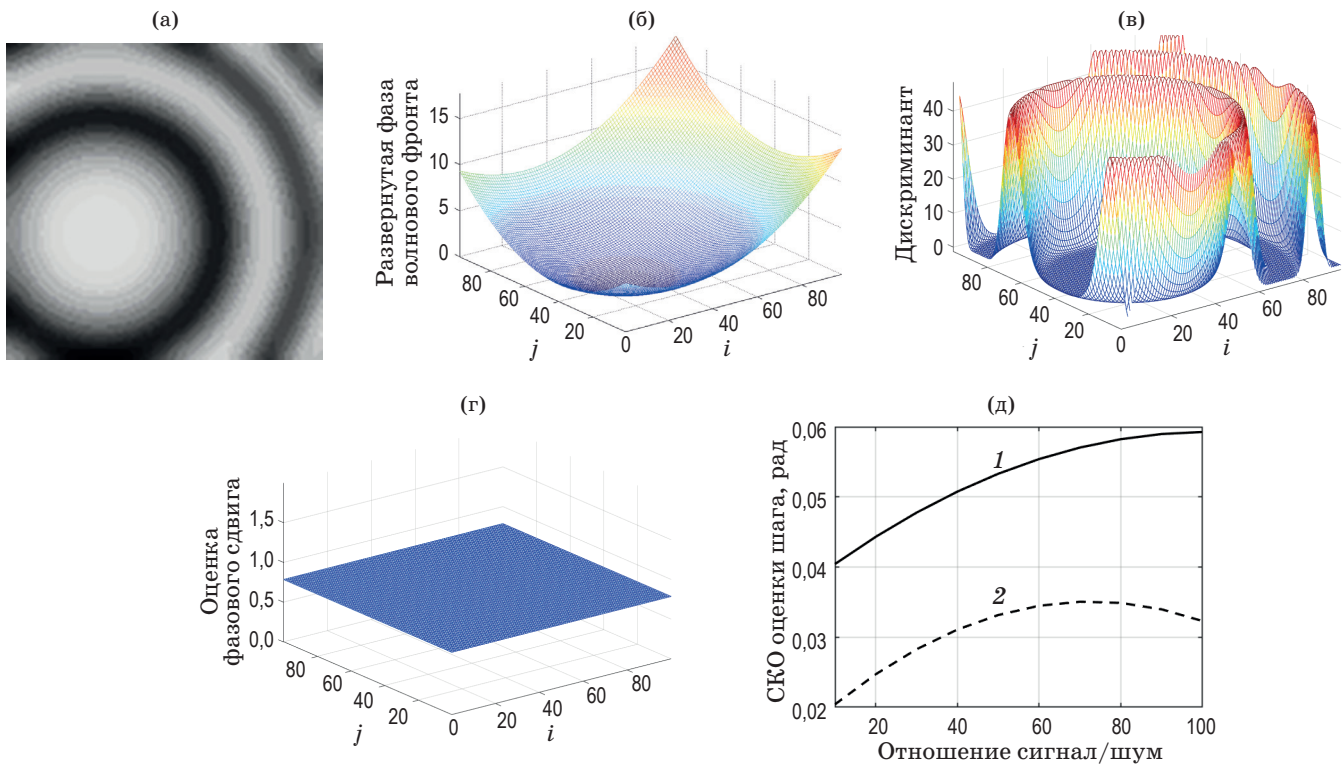 (а)
(б)
(в)
Развернутая фаза
волнового фронта
15
10
5
0
80
60
40
20
0
20
40
60
80
j
i
Дискриминант
40
30
20
10
0
80
60
40
20
0
20
40
60
80
j
i
(г)
(д)
Оценка
фазового сдвига
1,5
1,0
0,5
0,0
80
60
40
20
0
20
40
60
80
j
i
СКО оценки шага, рад
0,06
0,05
0,04
0,03
0,02
1
2
20
40
60
80
100
Отношение сигнал/шум